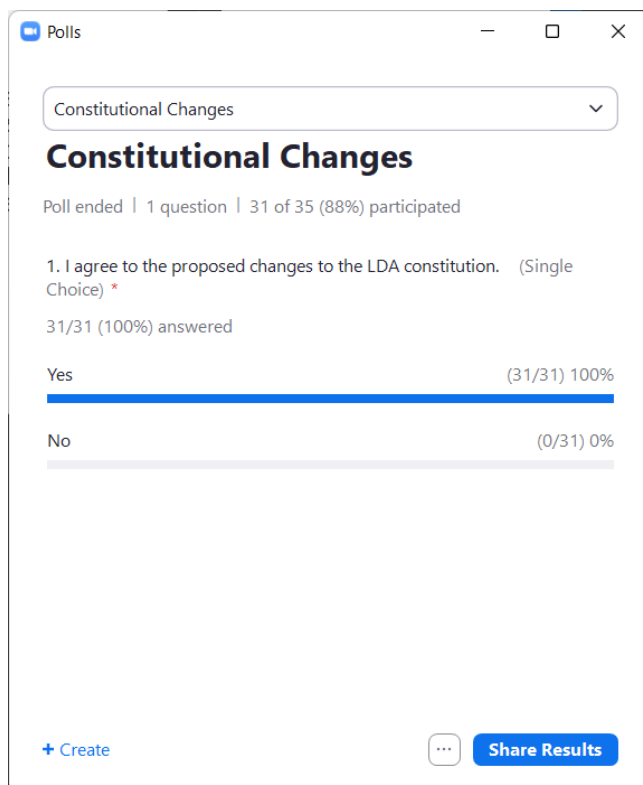 Polls
Constitutional Changes
Constitutional Changes
Poll ended | 1 question | 31 of 35 (88%) participated
1. I agree to the proposed changes to the LDA constitution. (Single
Choice) *
31/31 (100%) answered
Yes (31/31) 100%
No (0/31) 0%
+ Create ... Share Results